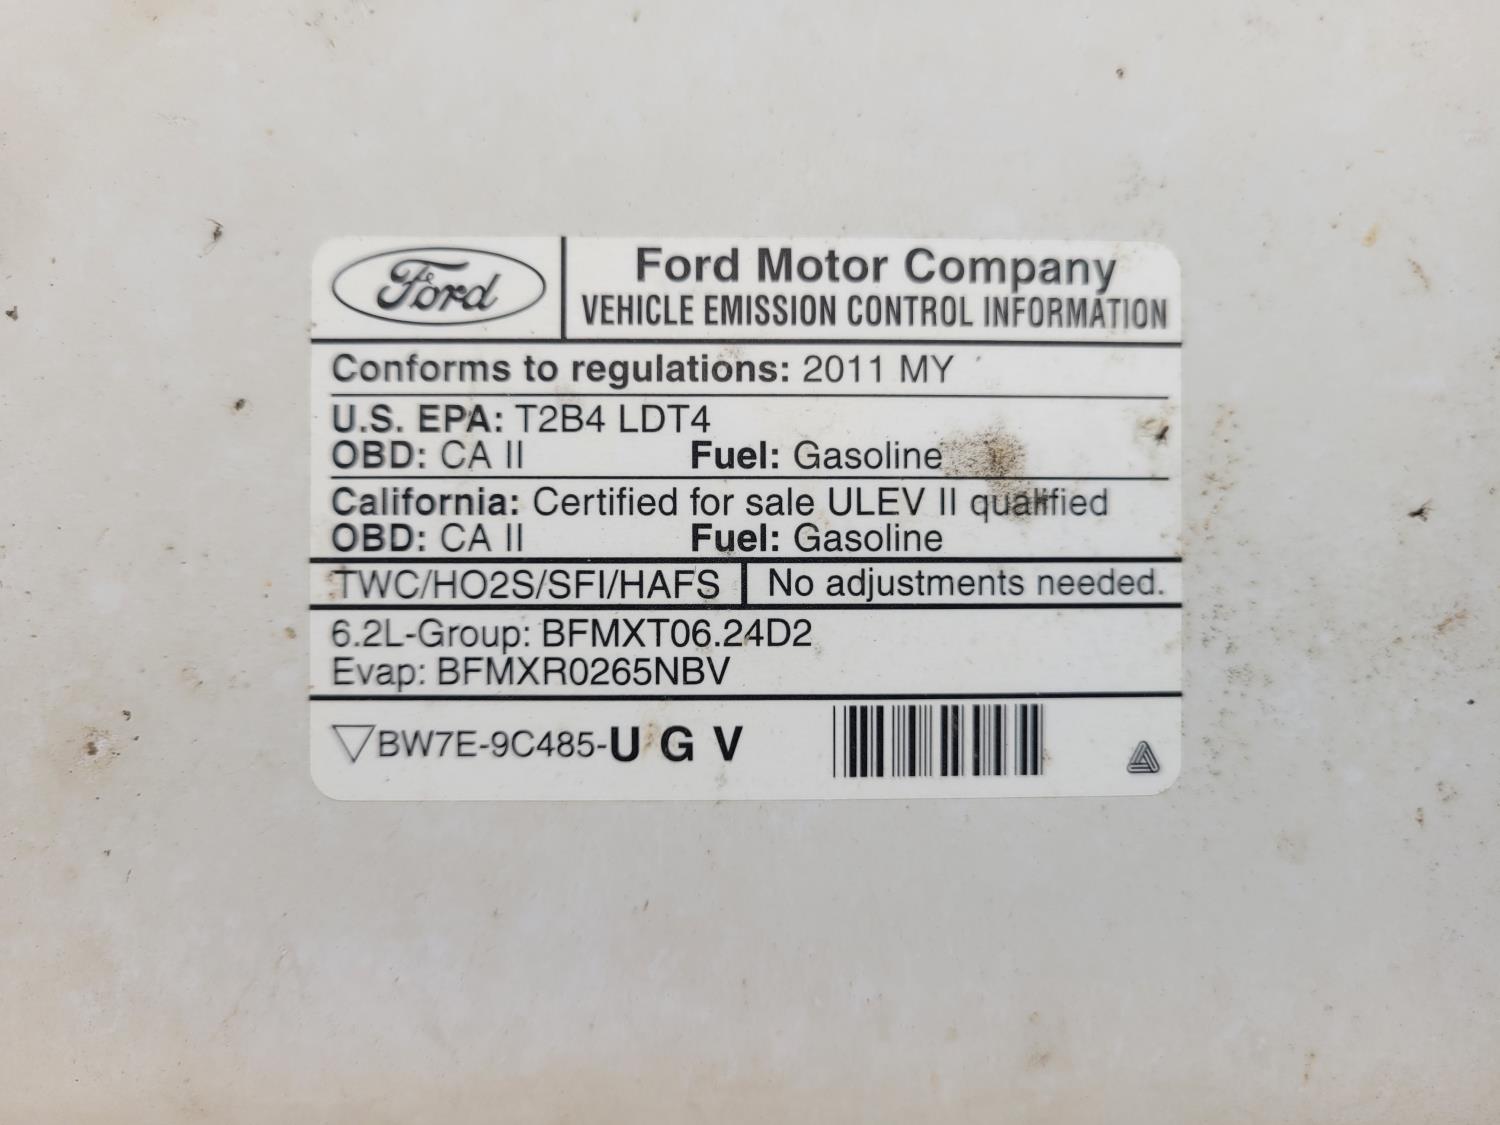 Ford
Ford Motor Company
VEHICLE EMISSION CONTROL INFORMATION
Conforms to regulations: 2011 MY
U.S. EPA: T2B4 LDT4
OBD: CA II Fuel: Gasoline
California: Certified for sale ULEV II qualified
OBD: CA II Fuel: Gasoline
TWC/HO2S/SFI/HAFS No adjustments needed.
6.2L-Group: BFMXT06.24D2
Evap: BFMXR0265NBV
▽BW7E-9C485-U G V